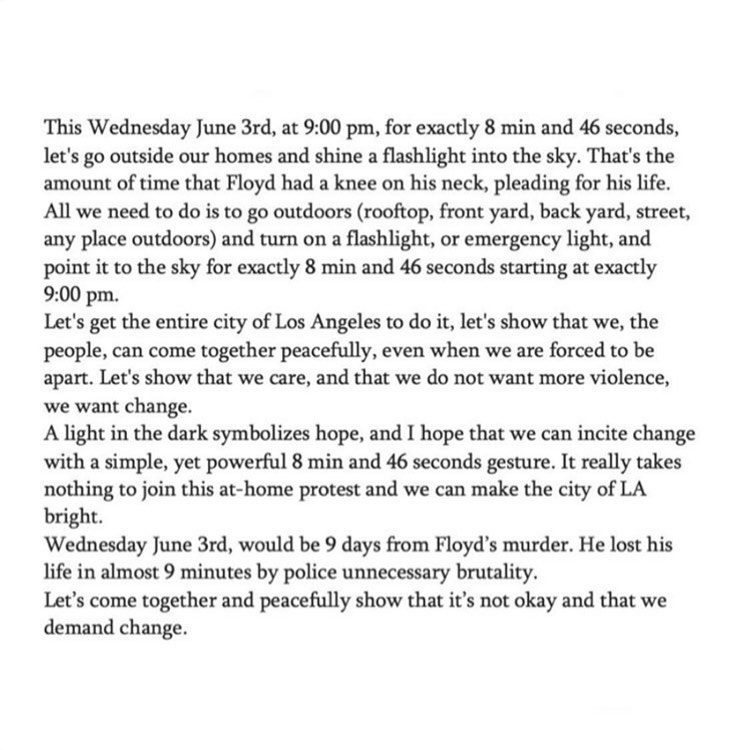 This Wednesday June 3rd, at 9:00 pm, for exactly 8 min and 46 seconds,
let's go outside our homes and shine a flashlight into the sky. That's the
amount of time that Floyd had a knee on his neck, pleading for his life.
All we need to do is to go outdoors (rooftop, front yard, back yard, street,
any place outdoors) and turn on a flashlight, or emergency light, and
point it to the sky for exactly 8 min and 46 seconds starting at exactly
9:00 pm.
Let's get the entire city of Los Angeles to do it, let's show that we, the
people, can come together peacefully, even when we are forced to be
apart. Let's show that we care, and that we do not want more violence,
we want change.
A light in the dark symbolizes hope, and I hope that we can incite change
with a simple, yet powerful 8 min and 46 seconds gesture. It really takes
nothing to join this at-home protest and we can make the city of LA
bright.
Wednesday June 3rd, would be 9 days from Floyd’s murder. He lost his
life in almost 9 minutes by police unnecessary brutality.
Let’s come together and peacefully show that it’s not okay and that we
demand change.